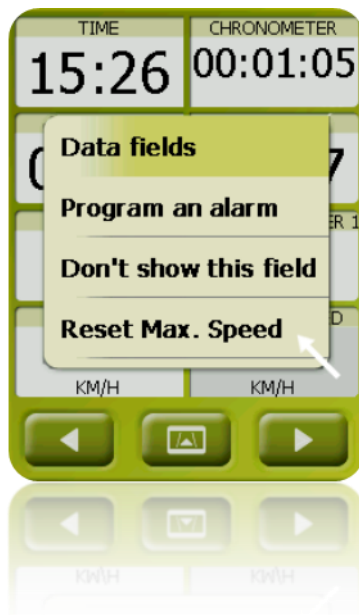 TIME CHRONOMETER
15:26 00:01:05
Data fields
Program an alarm
Don't show this field
Reset Max. Speed
KM/H KM/H